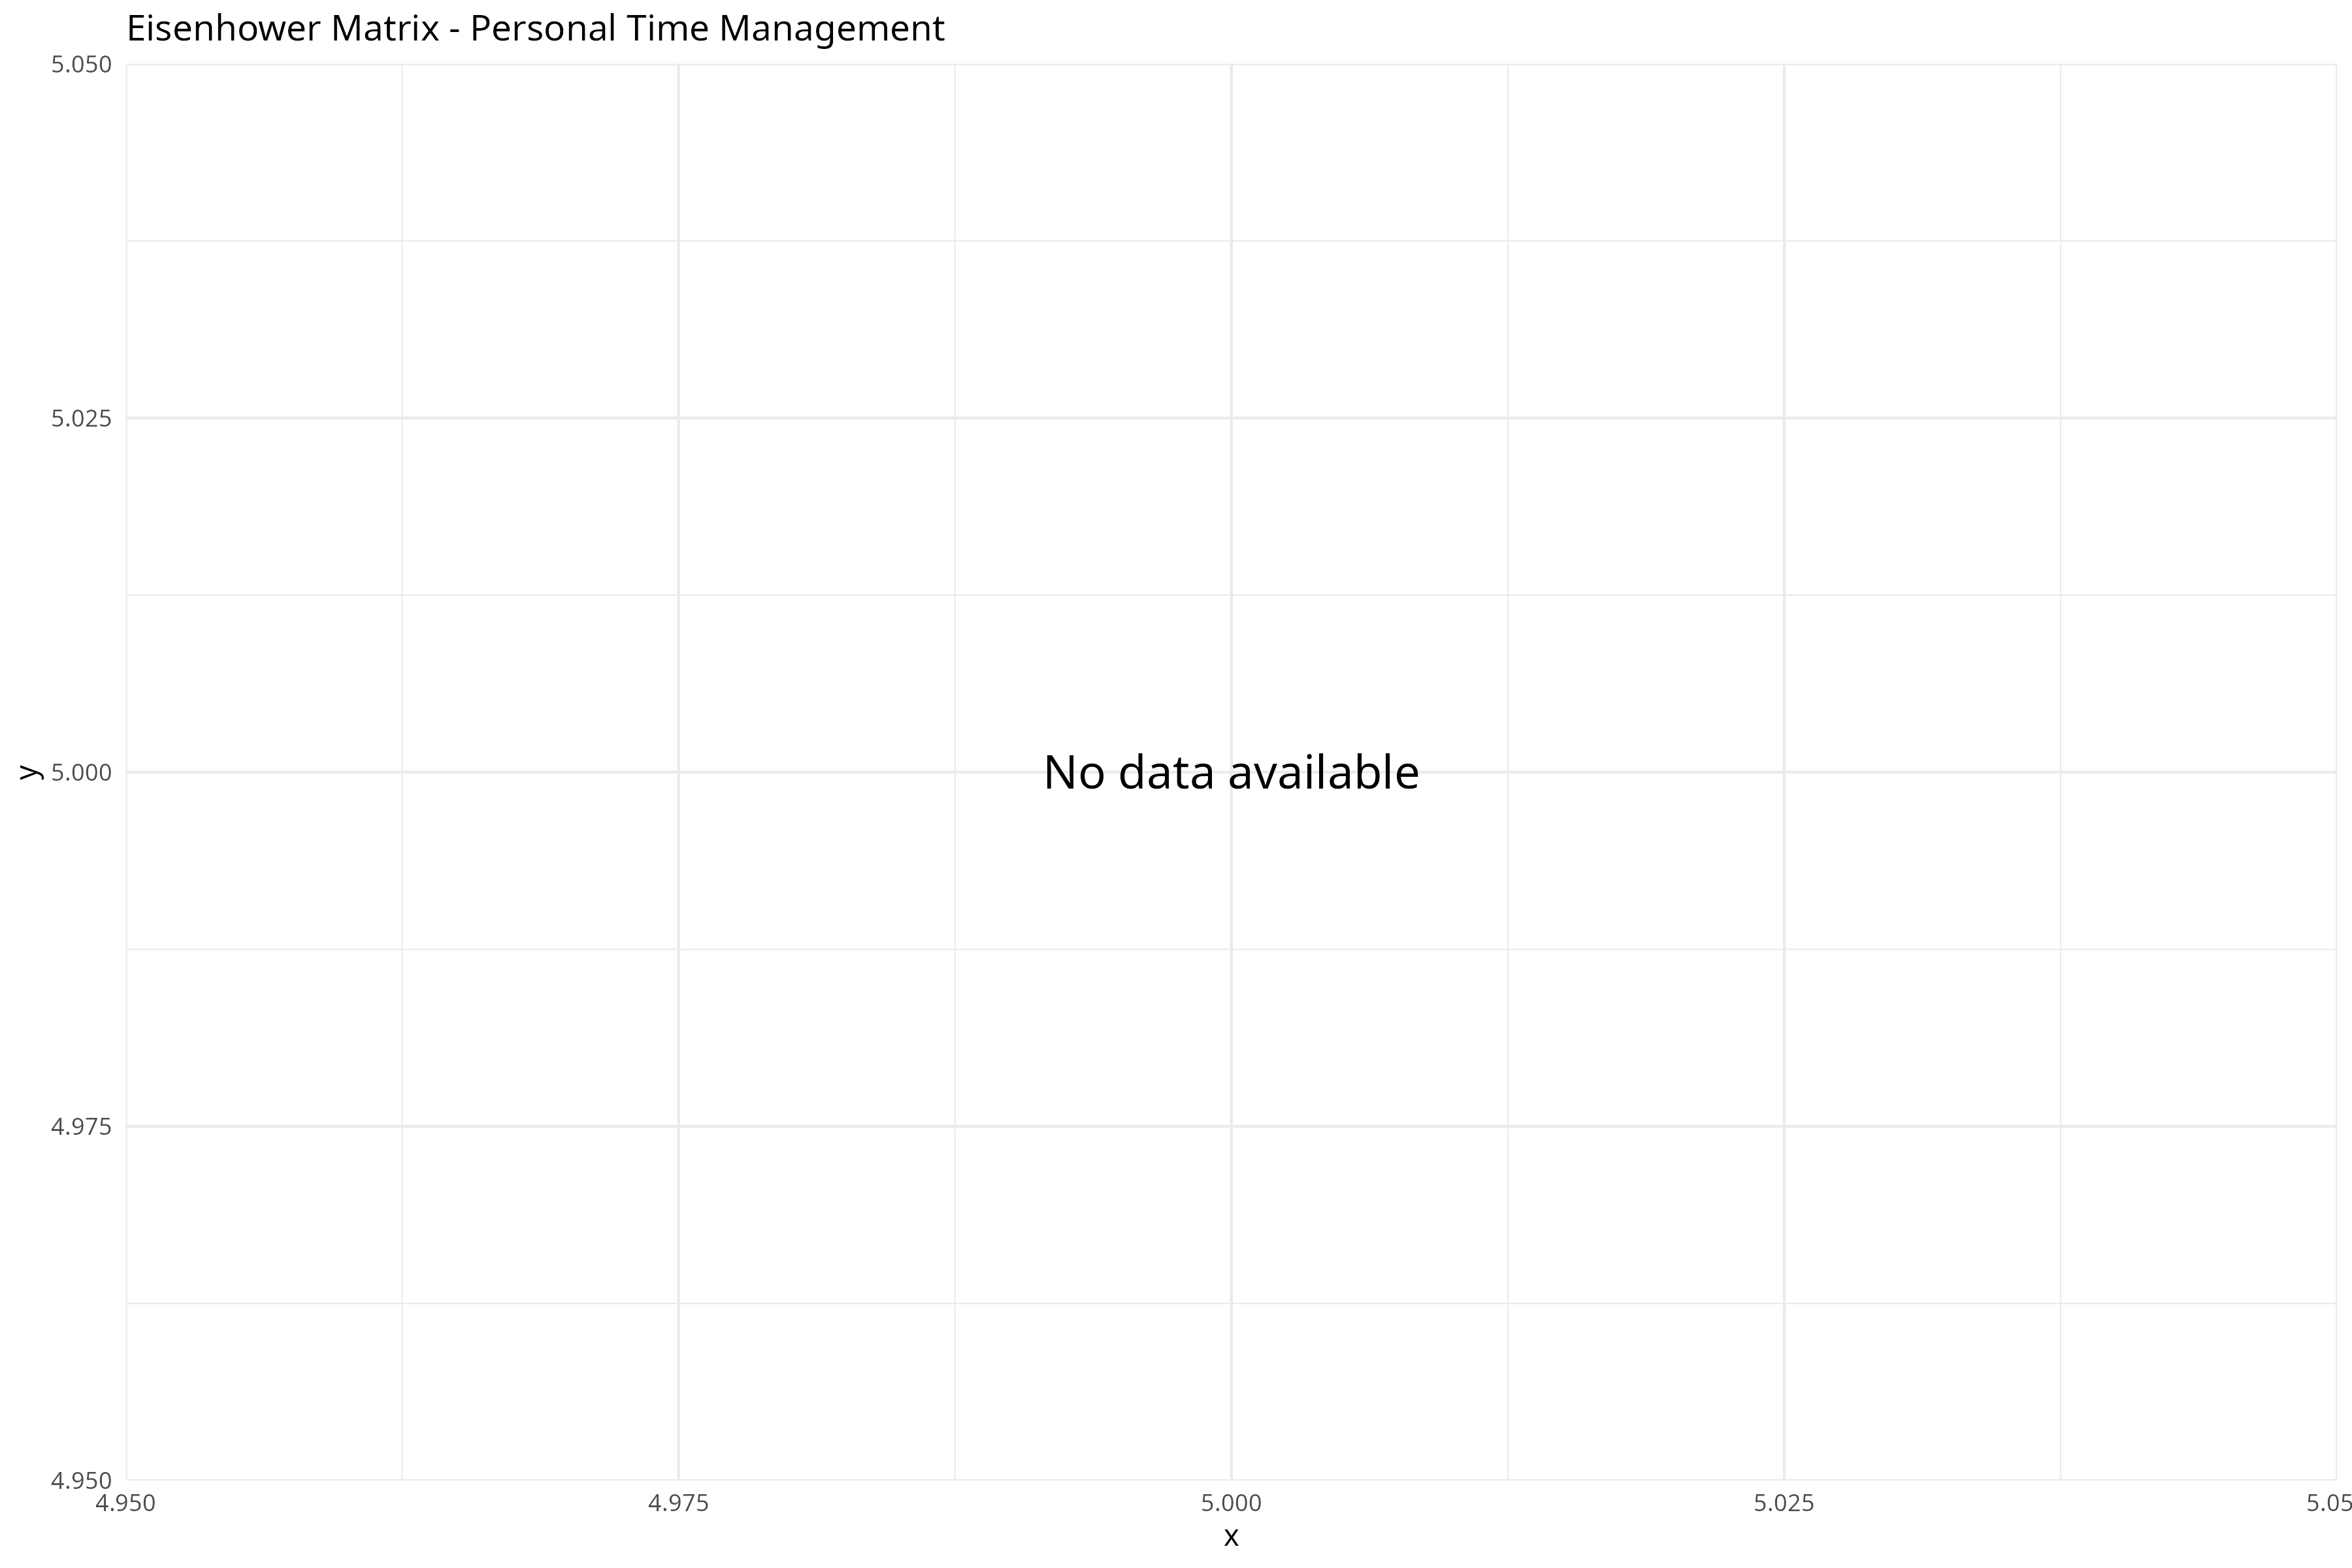 Eisenhower Matrix - Personal Time Management
5.050
5.025
5.000
4.975
4.950
y
No data available
4.950
4.975
5.000
5.025
5.05
x